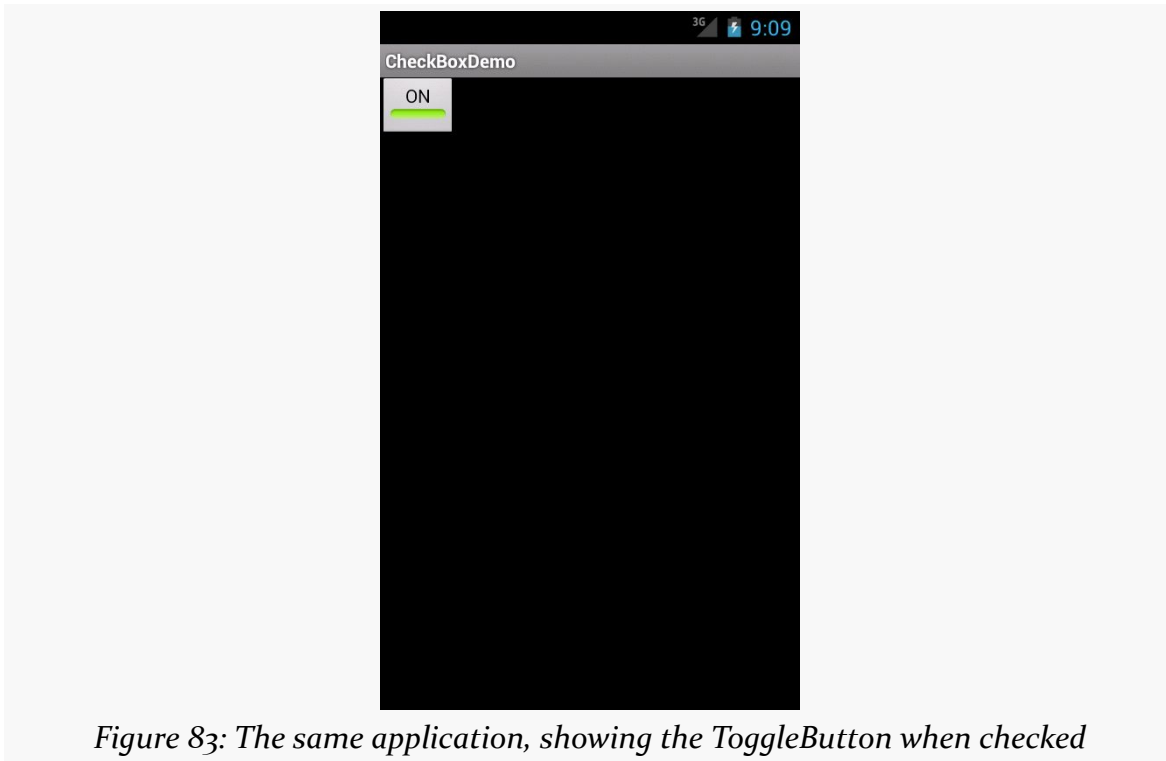 3G 9:09
CheckBoxDemo
ON
Figure 83: The same application, showing the ToggleButton when checked